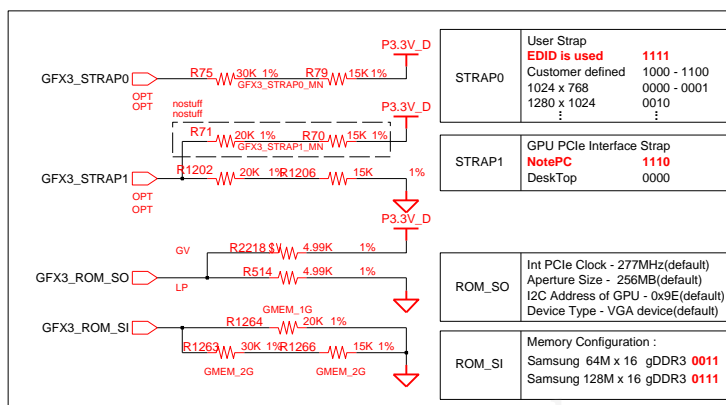 P3.3V_D
GFX3_STRAP0
R75
30K 1%
R79
15K 1%
GFX3_STRAP0_MN
OPT
OPT
nostuff
nostuff
P3.3V_D
R71
20K 1%
R70
15K 1%
GFX3_STRAP1_MN
GFX3_STRAP1
R1202
20K 1%
R1206
15K
1%
OPT
OPT
P3.3V_D
GV
R2218
4.99K
1%
GFX3_ROM_SO
R514
4.99K
1%
LP
GMEM_1G
GFX3_ROM_SI
R1264
20K 1%
R1263
30K 1%
R1266
15K 1%
GMEM_2G
GMEM_2G
STRAP0
User Strap
EDID is used 1111
Customer defined 1000 - 1100
1024 x 768 0000 - 0001
1280 x 1024 0010
STRAP1
GPU PCIe Interface Strap
NotePC 1110
DeskTop 0000
ROM_SO
Int PCIe Clock - 277MHz(default)
Aperture Size - 256MB(default)
I2C Address of GPU - 0x9E(default)
Device Type - VGA device(default)
ROM_SI
Memory Configuration :
Samsung 64M x 16 gDDR3 0011
Samsung 128M x 16 gDDR3 0111